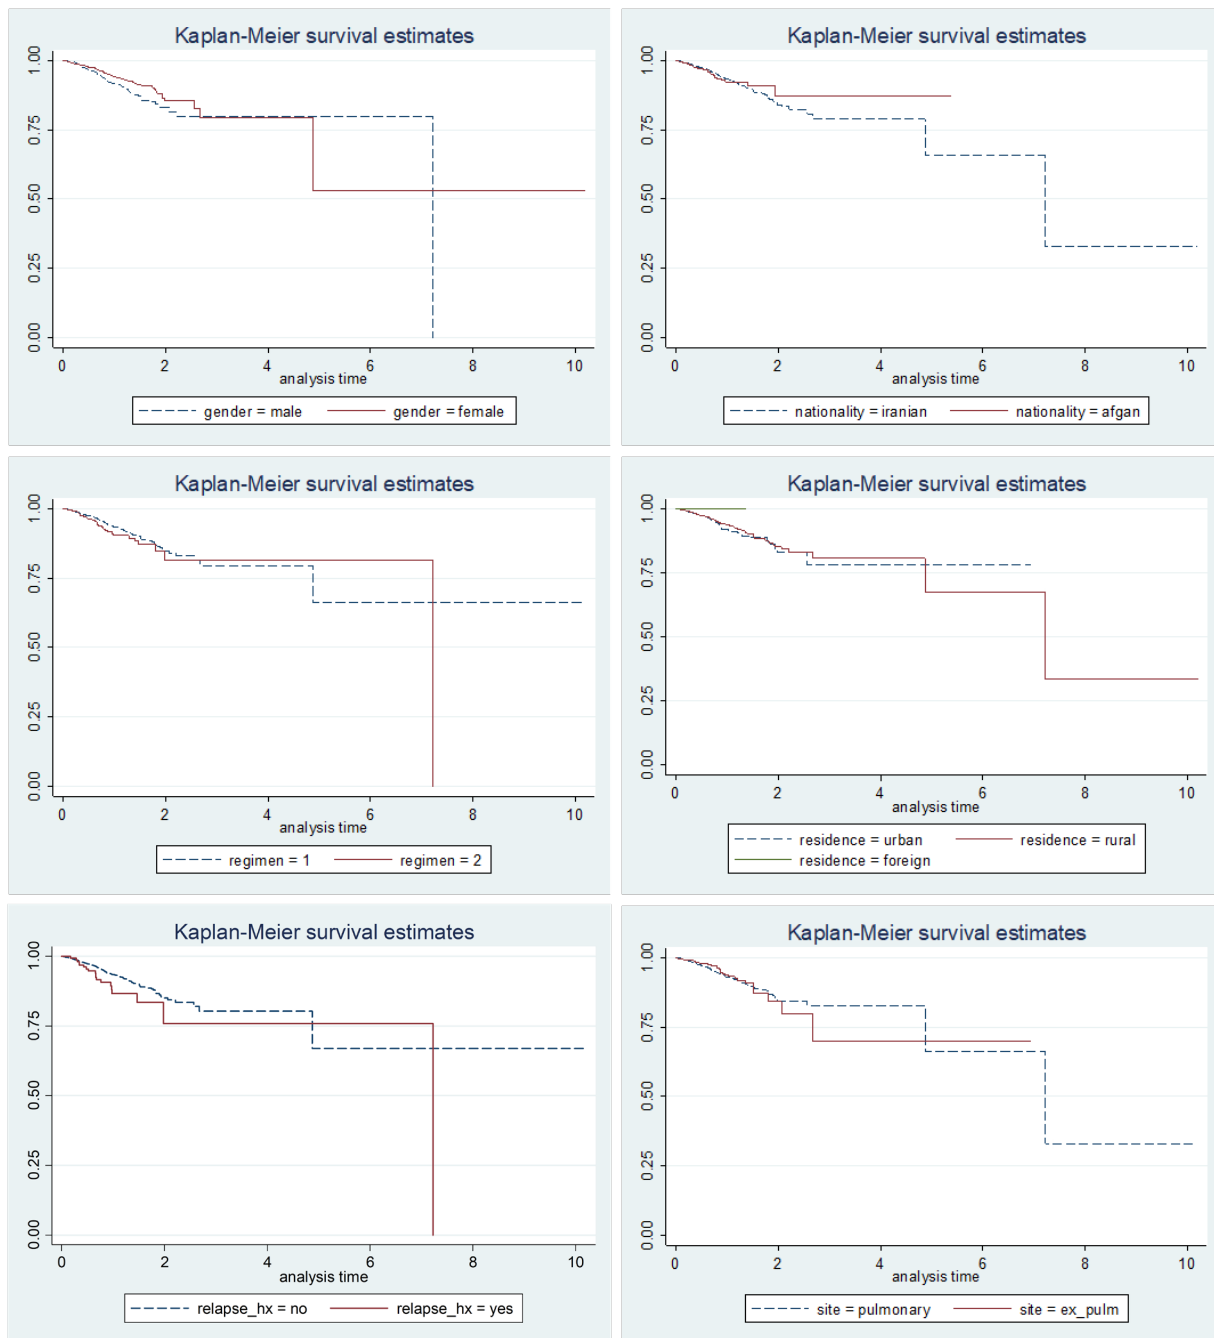 Kaplan-Meier survival estimates
1.00
0.75
0.50
0.25
0.00
0 2 4 6 8 10
analysis time
gender = male gender = female
Kaplan-Meier survival estimates
1.00
0.75
0.50
0.25
0.00
0 2 4 6 8 10
analysis time
nationality = iranian nationality = afgan
Kaplan-Meier survival estimates
1.00
0.75
0.50
0.25
0.00
0 2 4 6 8 10
analysis time
regimen = 1 regimen = 2
Kaplan-Meier survival estimates
1.00
0.75
0.50
0.25
0.00
0 2 4 6 8 10
analysis time
residence = urban residence = rural
residence = foreign
Kaplan-Meier survival estimates
1.00
0.75
0.50
0.25
0.00
0 2 4 6 8 10
analysis time
relapse_hx = no relapse_hx = yes
Kaplan-Meier survival estimates
1.00
0.75
0.50
0.25
0.00
0 2 4 6 8 10
analysis time
site = pulmonary site = ex_pulm